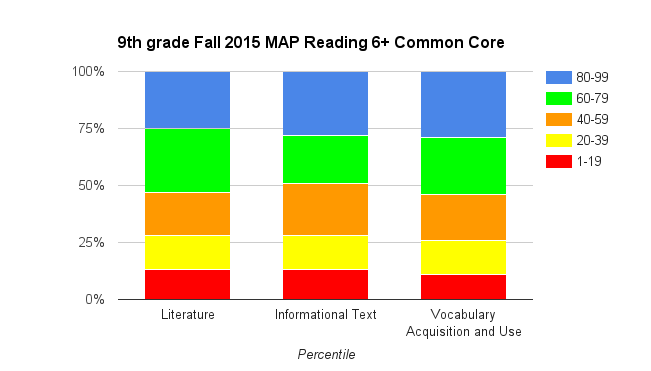 9th grade Fall 2015 MAP Reading 6+ Common Core
100%
75%
50%
25%
0%
80-99
60-79
40-59
20-39
1-19
Literature
Informational Text
Vocabulary
Acquisition and Use
Percentile